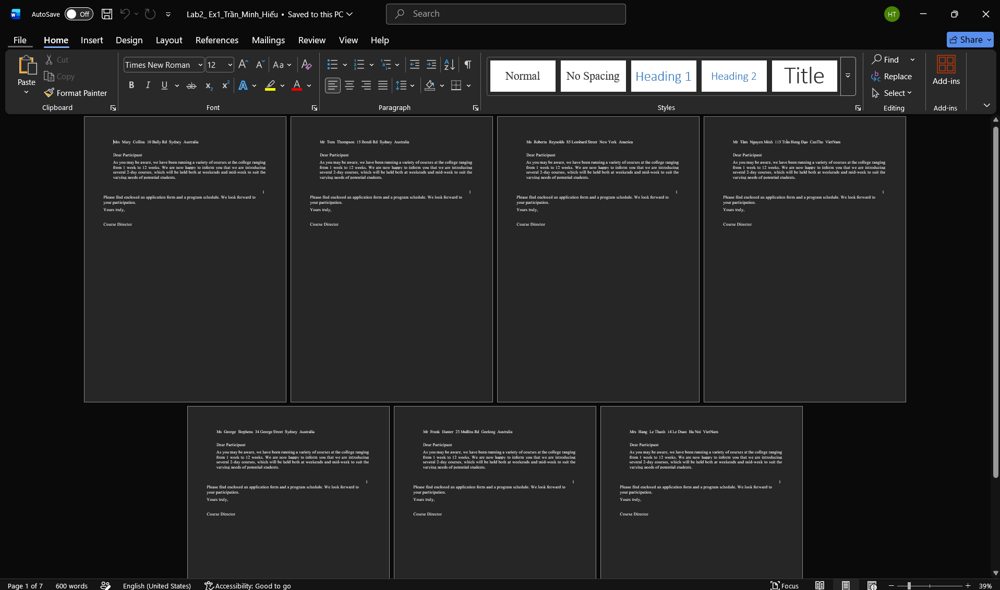 AutoSave Off Lab2_ Ex1_Trần_Minh_Hiếu • Saved to this PC Search HT
File Home Insert Design Layout References Mailings Review View Help Share
Paste Cut Copy Format Painter
Times New Roman 12 Aa
Normal No Spacing Heading 1 Heading 2 Title
Find Replace Select Add-ins
Clipboard Font Paragraph Styles Editing Add-ins
Mrs Mary Collins 10 Bally Rd Sydney Australia
Dear Participant
As you may be aware, we have been running a variety of courses at the college ranging
from 1 week to 12 weeks. We are now happy to inform you that we are introducing
several 2-day courses, which will be held both at weekends and mid-week to suit the
varying needs of potential students.
1
Please find enclosed an application form and a program schedule. We look forward to
your participation.
Yours truly,
Course Director
Mr Tom Thompson 15 Bondi Rd Sydney Australia
Dear Participant
As you may be aware, we have been running a variety of courses at the college ranging
from 1 week to 12 weeks. We are now happy to inform you that we are introducing
several 2-day courses, which will be held both at weekends and mid-week to suit the
varying needs of potential students.
1
Please find enclosed an application form and a program schedule. We look forward to
your participation.
Yours truly,
Course Director
Ms Roberta Reynolds 85 Lombard Street New York America
Dear Participant
As you may be aware, we have been running a variety of courses at the college ranging
from 1 week to 12 weeks. We are now happy to inform you that we are introducing
several 2-day courses, which will be held both at weekends and mid-week to suit the
varying needs of potential students.
1
Please find enclosed an application form and a program schedule. We look forward to
your participation.
Yours truly,
Course Director
Mr Tâm Nguyen Minh 115 Trần Hưng Đạo CanTho VietNam
Dear Participant
As you may be aware, we have been running a variety of courses at the college ranging
from 1 week to 12 weeks. We are now happy to inform you that we are introducing
several 2-day courses, which will be held both at weekends and mid-week to suit the
varying needs of potential students.
1
Please find enclosed an application form and a program schedule. We look forward to
your participation.
Yours truly,
Course Director
Ms George Stephens 34 George Street Sydney Australia
Dear Participant
As you may be aware, we have been running a variety of courses at the college ranging
from 1 week to 12 weeks. We are now happy to inform you that we are introducing
several 2-day courses, which will be held both at weekends and mid-week to suit the
varying needs of potential students.
1
Please find enclosed an application form and a program schedule. We look forward to
your participation.
Yours truly,
Course Director
Mr Frank Hunter 23 Mullins Rd Geelong Australia
Dear Participant
As you may be aware, we have been running a variety of courses at the college ranging
from 1 week to 12 weeks. We are now happy to inform you that we are introducing
several 2-day courses, which will be held both at weekends and mid-week to suit the
varying needs of potential students.
1
Please find enclosed an application form and a program schedule. We look forward to
your participation.
Yours truly,
Course Director
Mrs Hang Le Thanh 14 Le Duan Ha Noi VietNam
Dear Participant
As you may be aware, we have been running a variety of courses at the college ranging
from 1 week to 12 weeks. We are now happy to inform you that we are introducing
several 2-day courses, which will be held both at weekends and mid-week to suit the
varying needs of potential students.
1
Please find enclosed an application form and a program schedule. We look forward to
your participation.
Yours truly,
Course Director
Page 1 of 7 600 words English (United States) Accessibility: Good to go Focus 39%